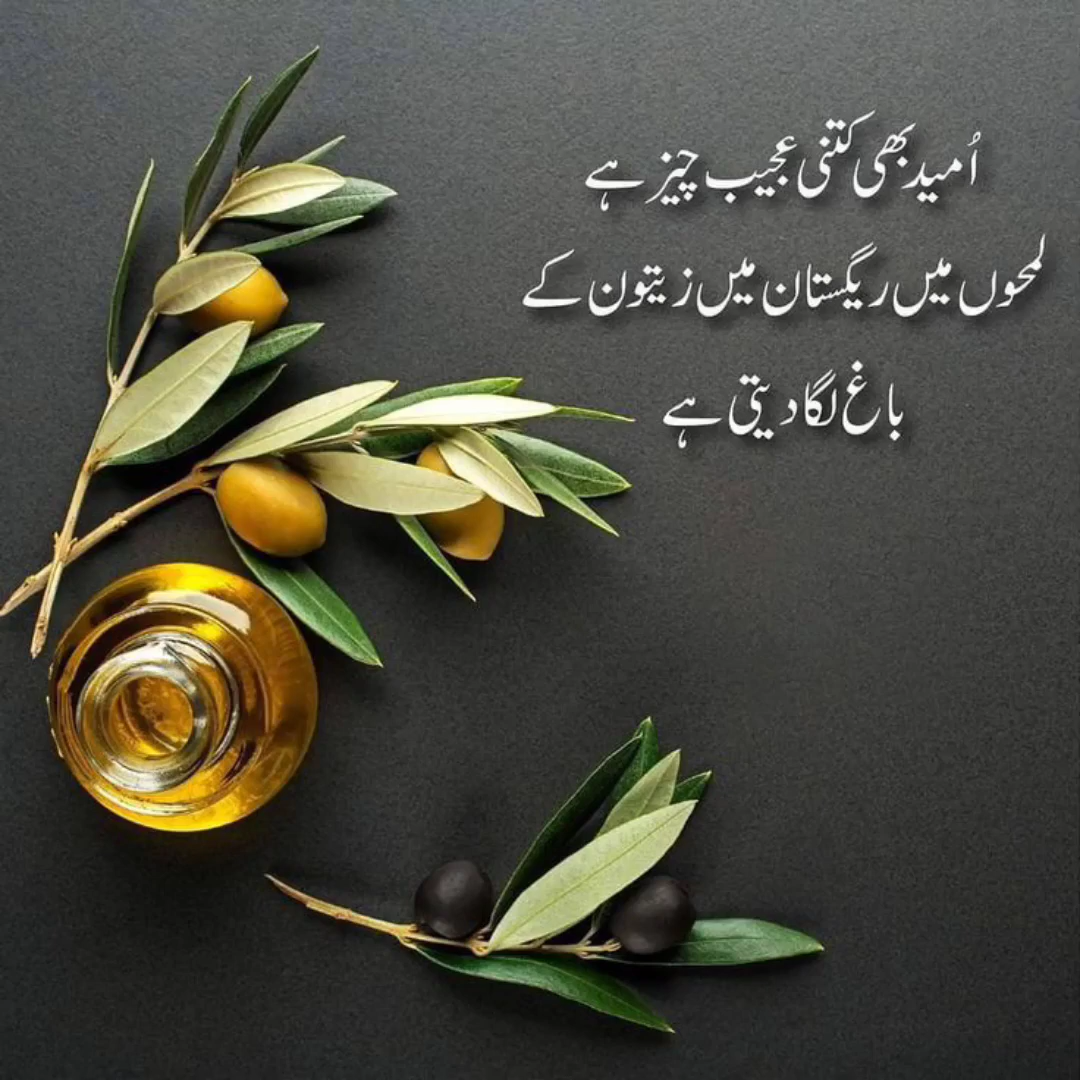 اُمید بھی کتنی عجیب چیز ہے
لمحوں میں ریگستان میں زیتون کے
باغ لگا دیتی ہے